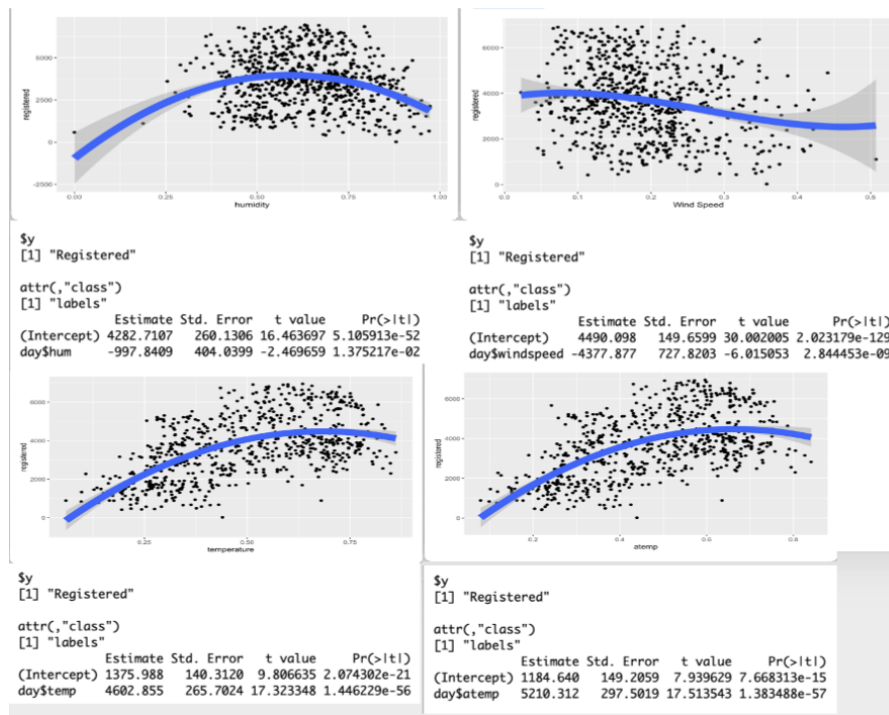 6000
5000
2500
0
-2500
registered
0.00
0.25
0.50
0.75
1.00
humidity
6000
4000
2000
0
registered
0.1
0.2
0.3
0.4
0.5
Wind Speed
$y
[1] "Registered"
attr(,"class")
[1] "labels"
Estimate Std. Error t value Pr(>|t|)
(Intercept) 4282.7107 260.1306 16.463697 5.105913e-52
day$hum -997.8409 404.0399 -2.469659 1.375217e-02
$y
[1] "Registered"
attr(,"class")
[1] "labels"
Estimate Std. Error t value Pr(>|t|)
(Intercept) 4490.098 149.6599 30.002005 2.023179e-129
day$windspeed -4377.877 727.8203 -6.015053 2.844453e-09
6000
4000
2000
0
registered
0.25
0.50
0.75
temperature
6000
4000
2000
0
registered
0.2
0.4
0.6
0.8
atemp
$y
[1] "Registered"
attr(,"class")
[1] "labels"
Estimate Std. Error t value Pr(>|t|)
(Intercept) 1375.988 140.3120 9.806635 2.074302e-21
day$temp 4602.855 265.7024 17.323348 1.446229e-56
$y
[1] "Registered"
attr(,"class")
[1] "labels"
Estimate Std. Error t value Pr(>|t|)
(Intercept) 1184.640 149.2059 7.939629 7.668313e-15
day$atemp 5210.312 297.5019 17.513543 1.383488e-57